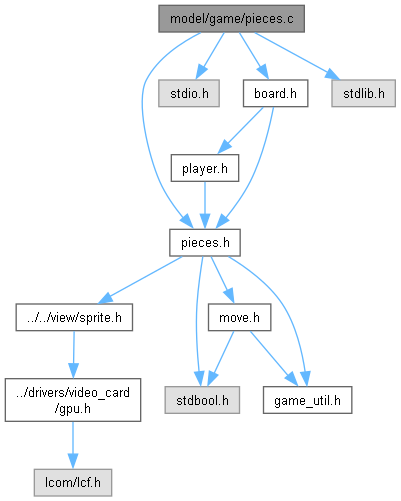 model/game/pieces.c
stdio.h
board.h
stdlib.h
player.h
pieces.h
../../view/sprite.h
move.h
../drivers/video_card
/gpu.h
stdbool.h
game_util.h
lcom/lcf.h